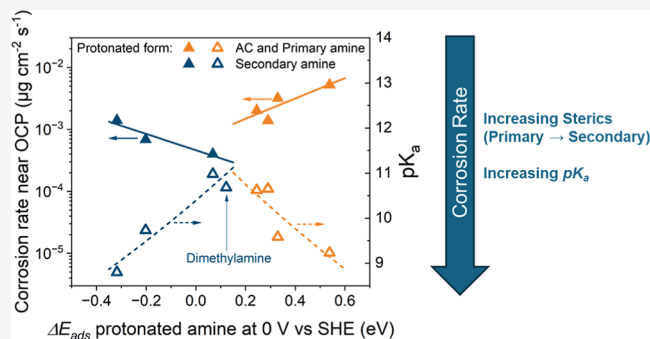 Protonated form: AC and Primary amine
Secondary amine
Corrosion rate near OCP (µg cm⁻² s⁻¹)
10⁻²
10⁻³
10⁻⁴
10⁻⁵
14
13
12
11
10
9
pKₐ
Dimethylamine
-0.4 -0.2 0.0 0.2 0.4 0.6
ΔE_ads protonated amine at 0 V vs SHE (eV)
Corrosion Rate
Increasing Sterics
(Primary → Secondary)
Increasing pKₐ